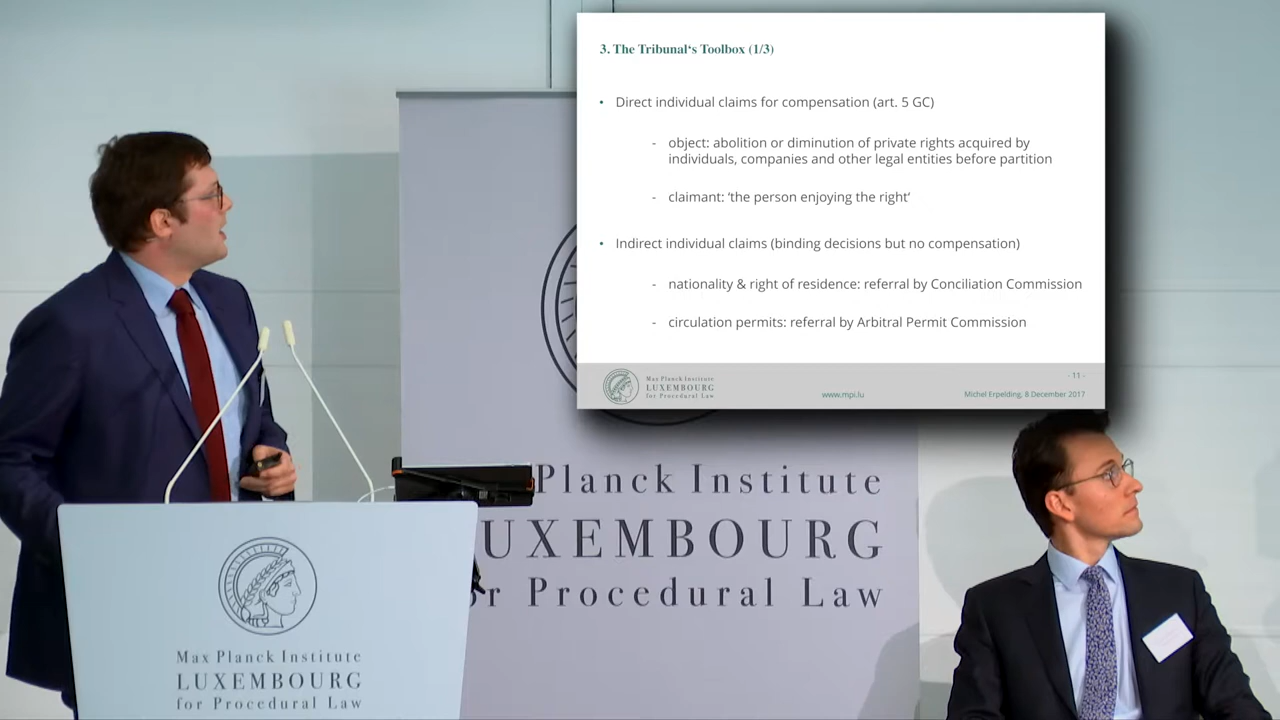 3. The Tribunal‘s Toolbox (1/3)
• Direct individual claims for compensation (art. 5 GC)
- object: abolition or diminution of private rights acquired by
individuals, companies and other legal entities before partition
- claimant: ‘the person enjoying the right‘
• Indirect individual claims (binding decisions but no compensation)
- nationality & right of residence: referral by Conciliation Commission
- circulation permits: referral by Arbitral Permit Commission
Max Planck Institute
LUXEMBOURG
for Procedural Law
www.mpi.lu
- 11 -
Michel Erpelding, 8 December 2017
Planck Institute
UXEMBOURG
or Procedural Law
Max Planck Institute
LUXEMBOURG
for Procedural Law